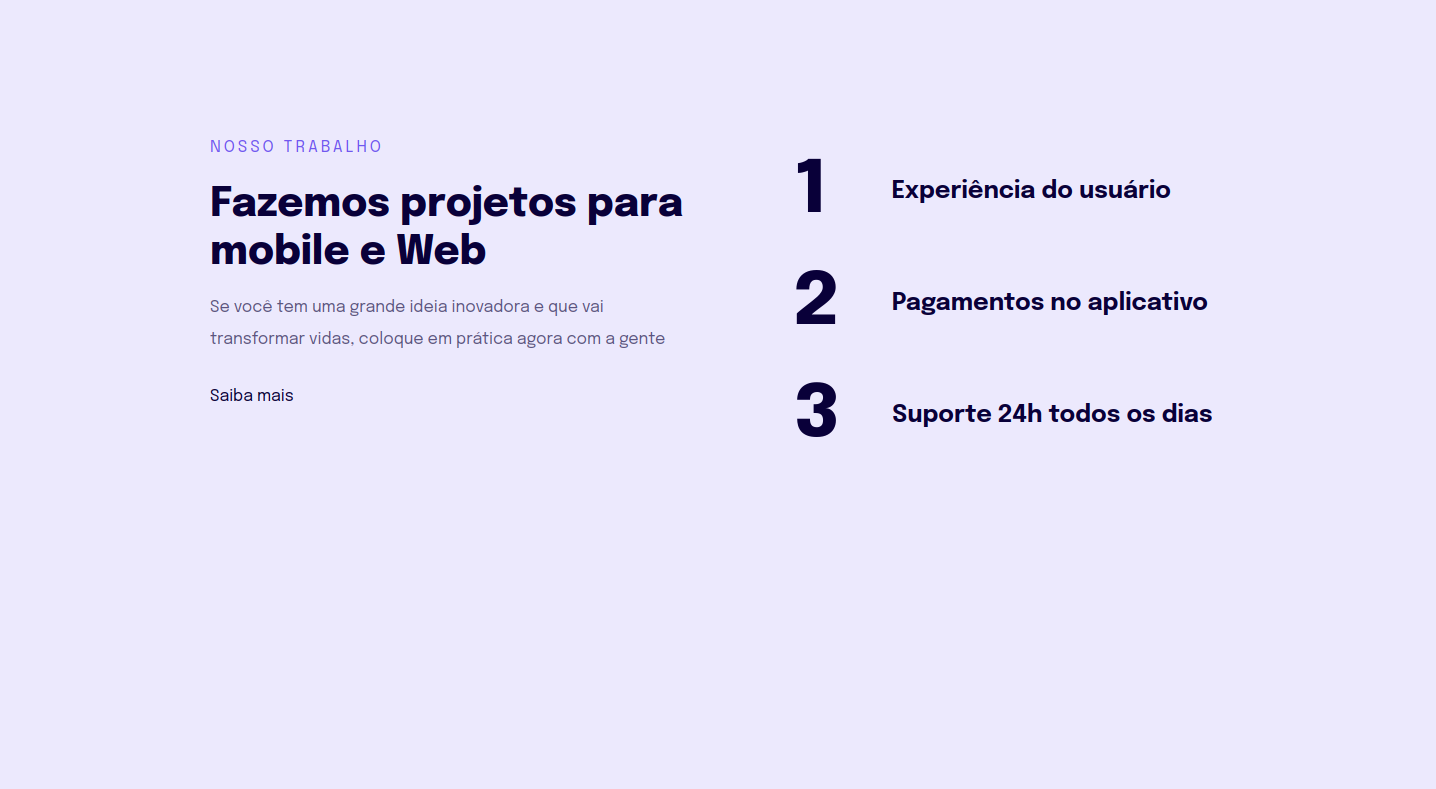 NOSSO TRABALHO
Fazemos projetos para
mobile e Web
Se você tem uma grande ideia inovadora e que vai
transformar vidas, coloque em prática agora com a gente
Saiba mais
1 Experiência do usuário
2 Pagamentos no aplicativo
3 Suporte 24h todos os dias